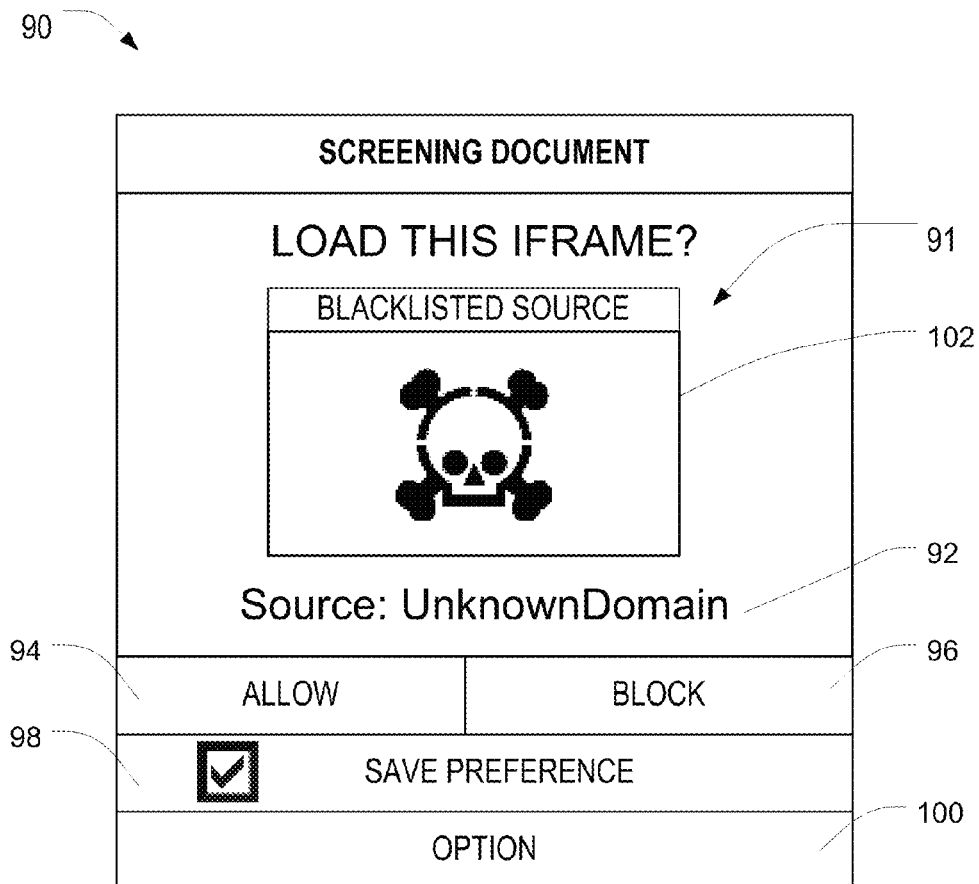 90
SCREENING DOCUMENT
LOAD THIS IFRAME?
91
BLACKLISTED SOURCE
102
92
Source: UnknownDomain
94
96
ALLOW
BLOCK
98
SAVE PREFERENCE
100
OPTION